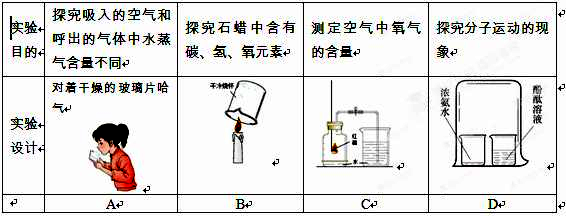 实验目的
探究吸入的空气和呼出的气体中水蒸气含量不同
探究石蜡中含有碳、氢、氧元素
测定空气中氧气的含量
探究分子运动的现象
实验设计
对着干燥的玻璃片哈气
干冷烧杯
红磷
水
浓氨水
酚酞溶液
A
B
C
D